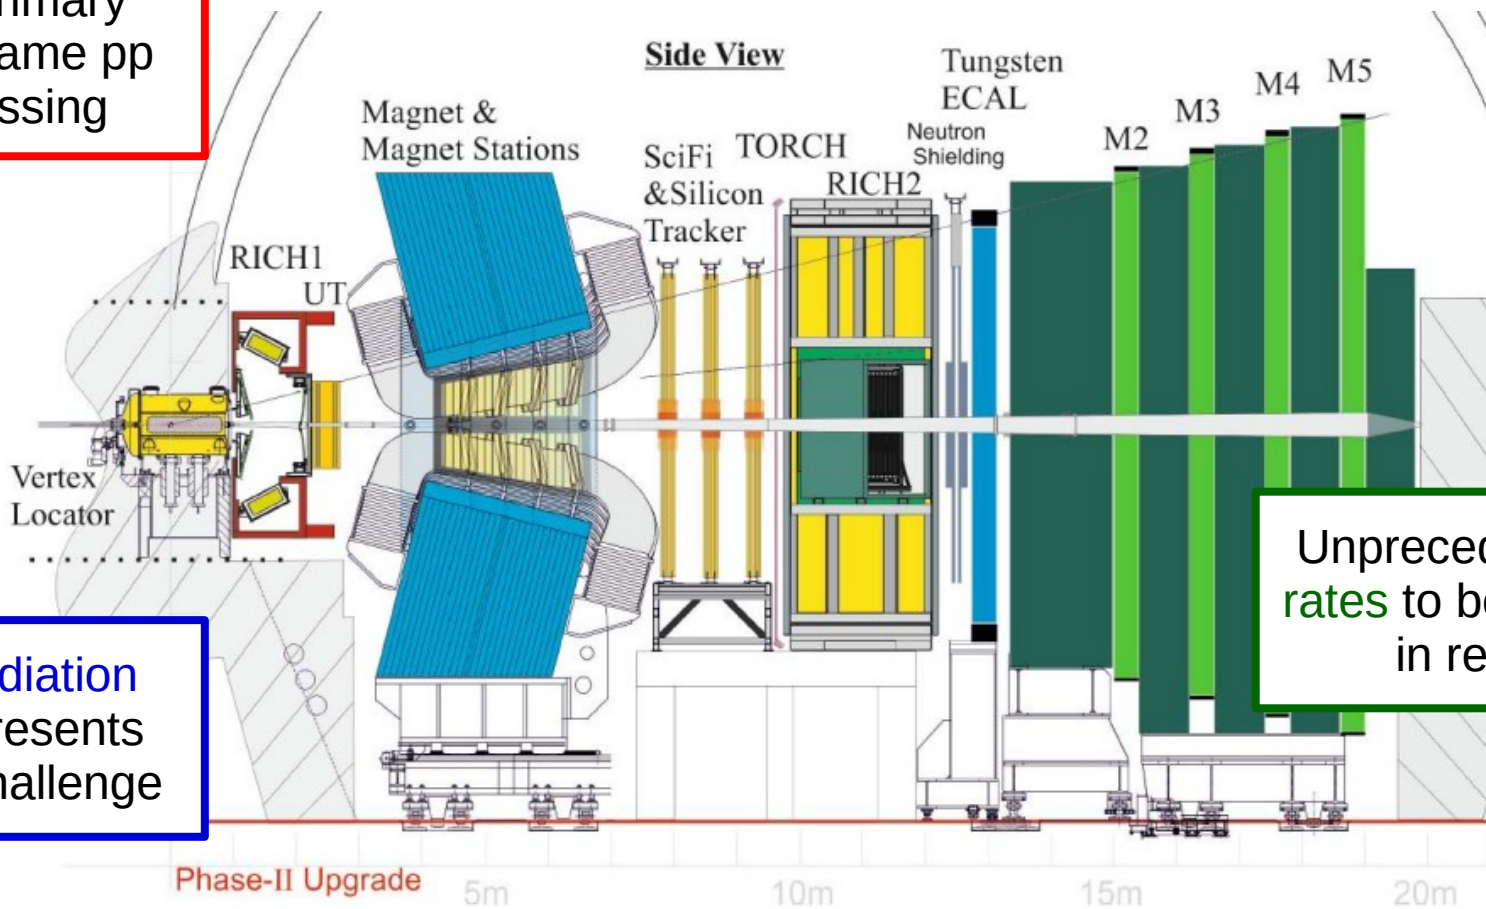 ame pp
ssing
Side View
Magnet &
Magnet Stations
SciFi
&Silicon
Tracker
TORCH
RICH2
Tungsten
ECAL
Neutron
Shielding
M2
M3
M4
M5
RICH1
UT
Vertex
Locator
Unpreced
rates to be
in re
diation
resents
hallenge
Phase-II Upgrade
5m
10m
15m
20m